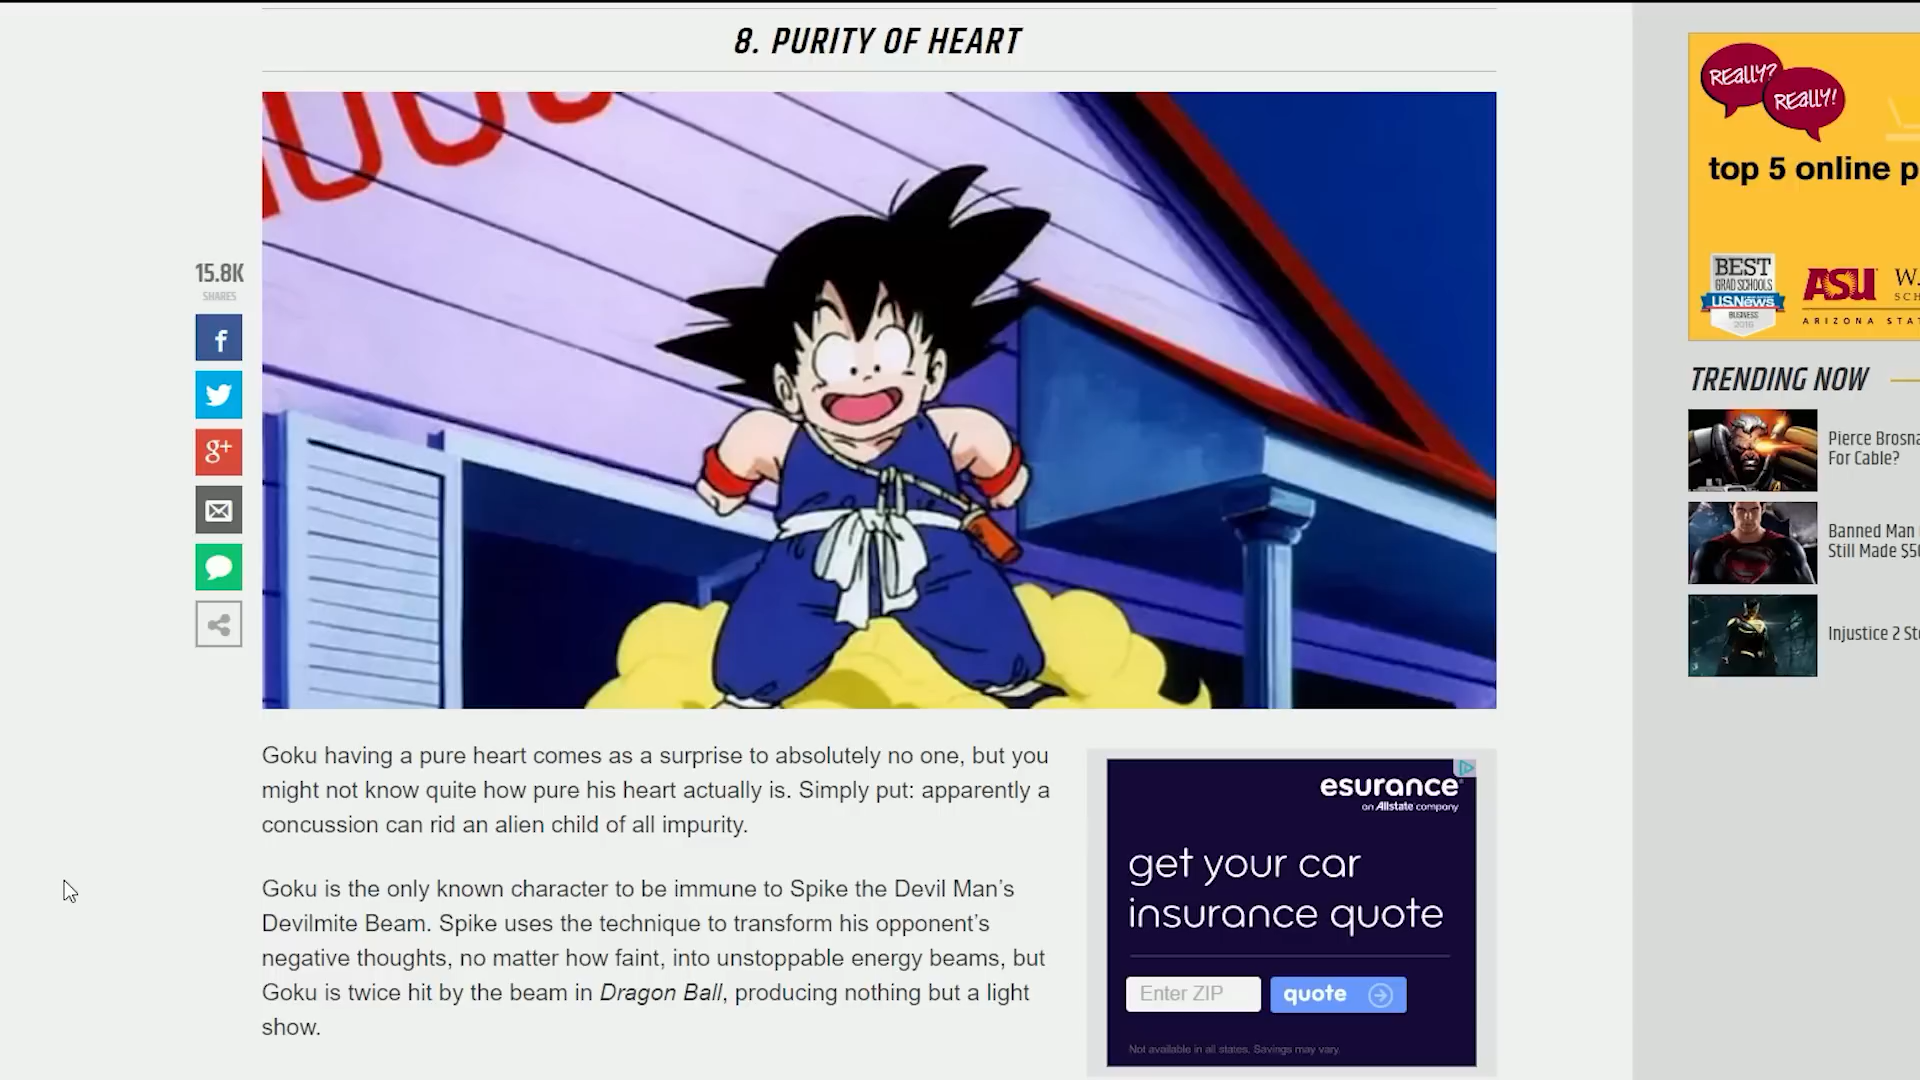 8. PURITY OF HEART
15.8K
SHARES
Goku having a pure heart comes as a surprise to absolutely no one, but you
might not know quite how pure his heart actually is. Simply put: apparently a
concussion can rid an alien child of all impurity.
Goku is the only known character to be immune to Spike the Devil Man’s
Devilmite Beam. Spike uses the technique to transform his opponent’s
negative thoughts, no matter how faint, into unstoppable energy beams, but
Goku is twice hit by the beam in Dragon Ball, producing nothing but a light
show.
esurance
an Allstate company
get your car
insurance quote
Enter ZIP
quote
Not available in all states. Savings may vary.
REALLY?
REALLY!
top 5 online p
BEST
GRAD SCHOOLS
U.S.News
BUSINESS
2016
ASU
W.
SCH
ARIZONA STAT
TRENDING NOW
Pierce Brosna
For Cable?
Banned Man
Still Made $5
Injustice 2 Sto